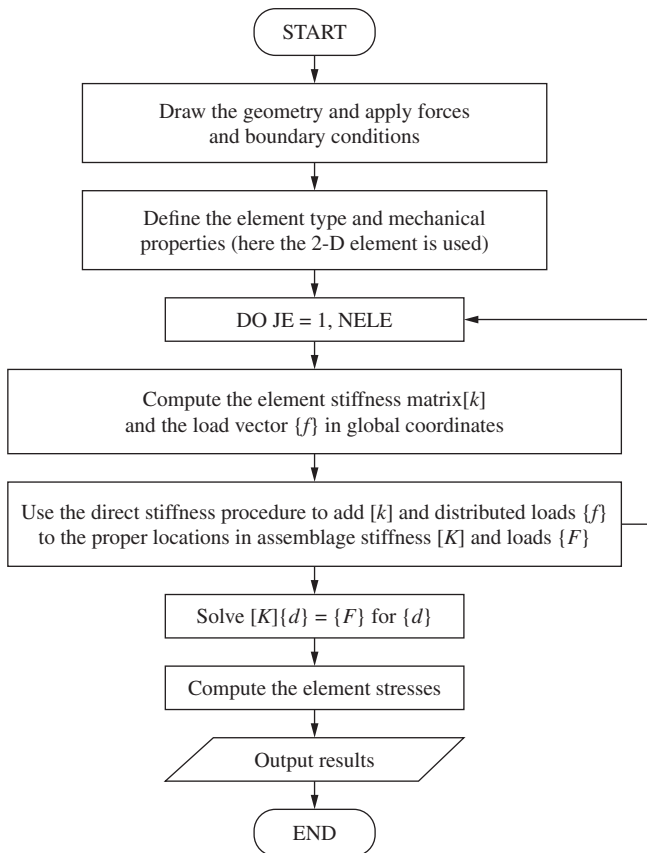 START
Draw the geometry and apply forces
and boundary conditions
Define the element type and mechanical
properties (here the 2-D element is used)
DO JE = 1, NELE
Compute the element stiffness matrix[k]
and the load vector {f} in global coordinates
Use the direct stiffness procedure to add [k] and distributed loads {f}
to the proper locations in assemblage stiffness [K] and loads {F}
Solve [K]{d} = {F} for {d}
Compute the element stresses
Output results
END